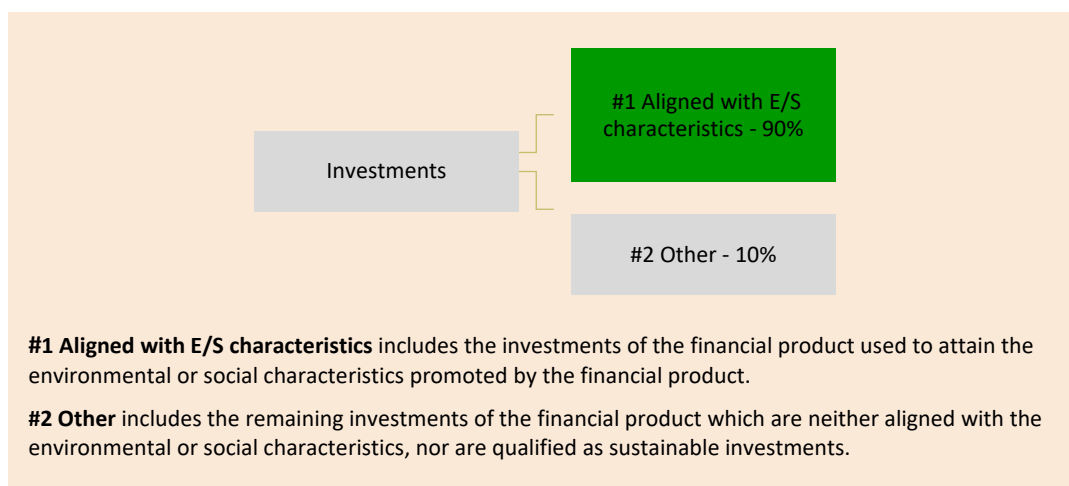 #1 Aligned with E/S
characteristics - 90%
Investments
#2 Other - 10%
#1 Aligned with E/S characteristics includes the investments of the financial product used to attain the
environmental or social characteristics promoted by the financial product.
#2 Other includes the remaining investments of the financial product which are neither aligned with the
environmental or social characteristics, nor are qualified as sustainable investments.